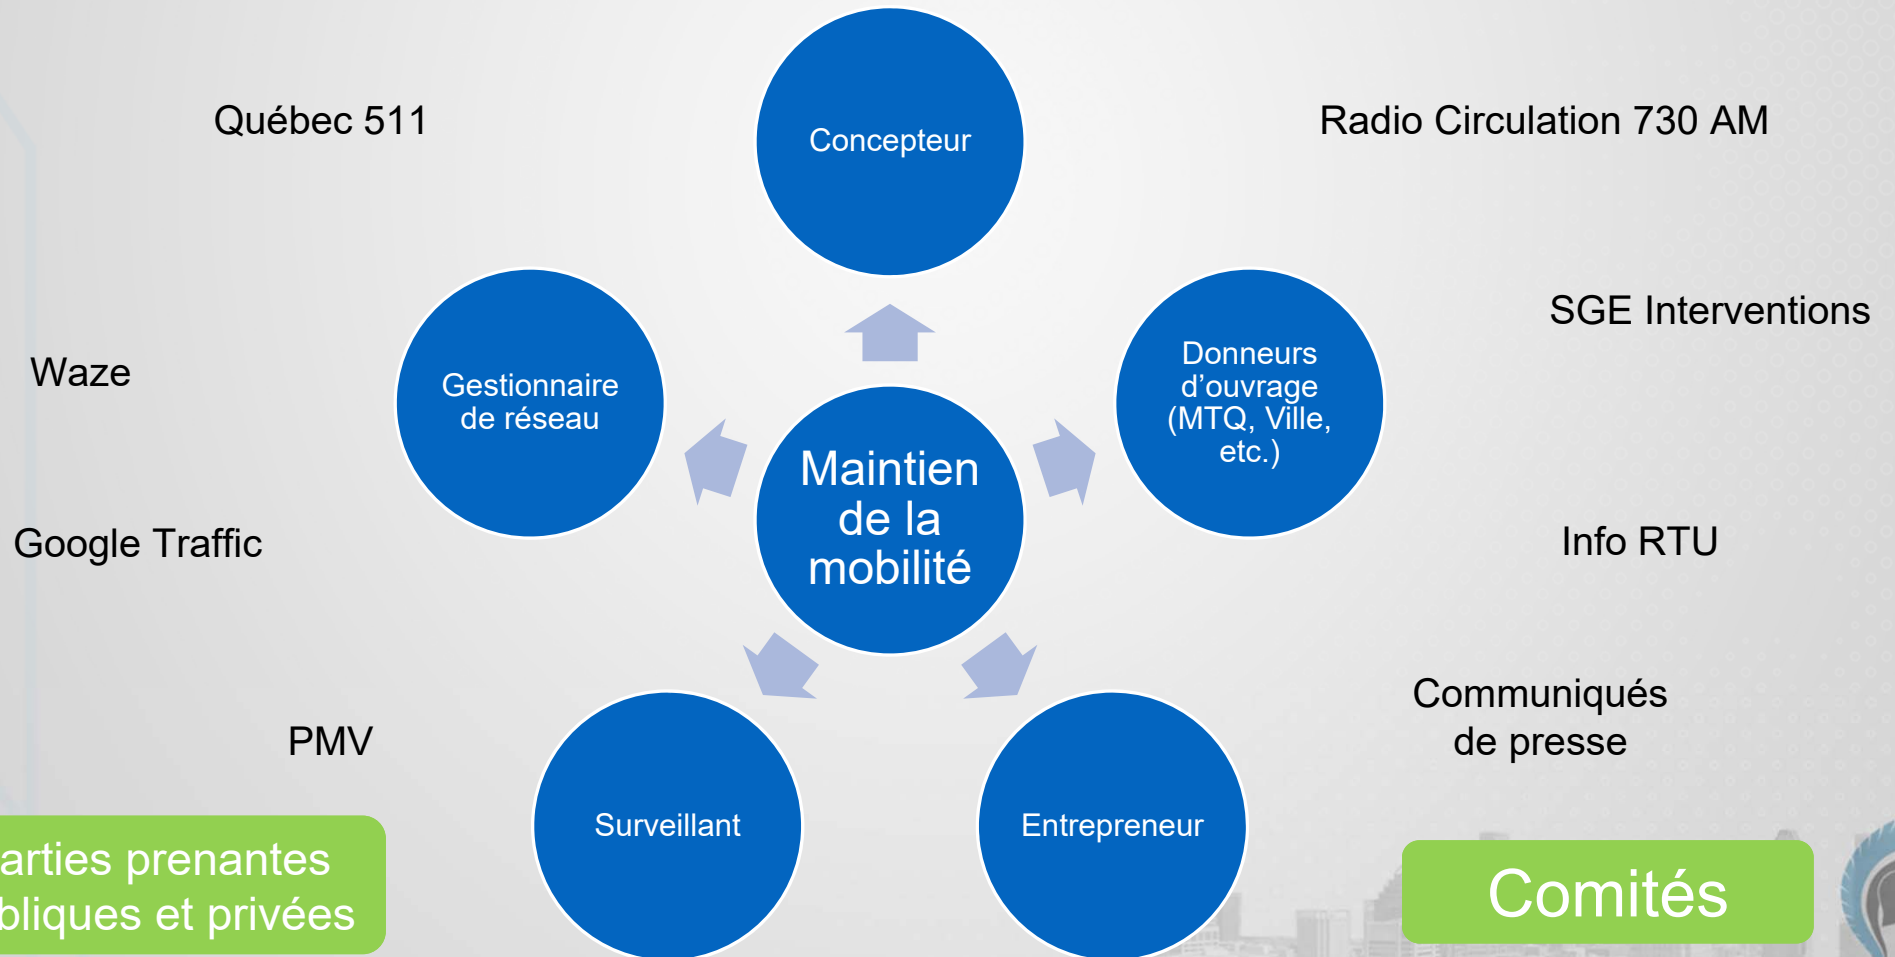 Québec 511
Concepteur
Radio Circulation 730 AM
SGE Interventions
Waze
Gestionnaire
de réseau
Donneurs
d'ouvrage
(MTQ, Ville,
etc.)
Maintien
de la
mobilité
Google Traffic
Info RTU
PMV
Communiqués
de presse
Surveillant
Entrepreneur
arties prenantes
bliques et privées
Comités